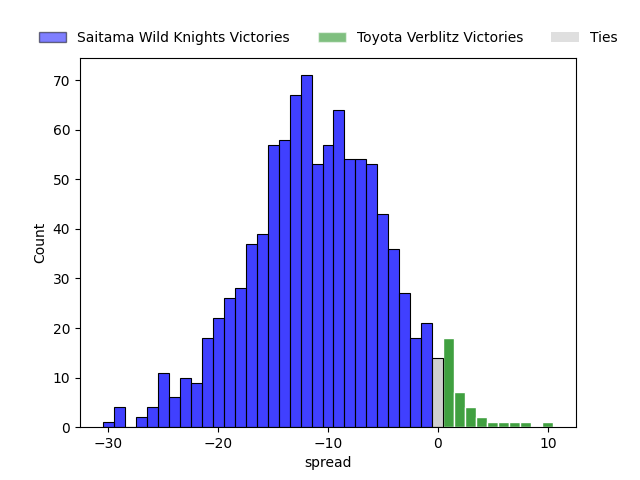 Saitama Wild Knights Victories Toyota Verblitz Victories Ties
70
60
50
40
30
20
10
0
Count
−30 −20 −10 0 10
spread